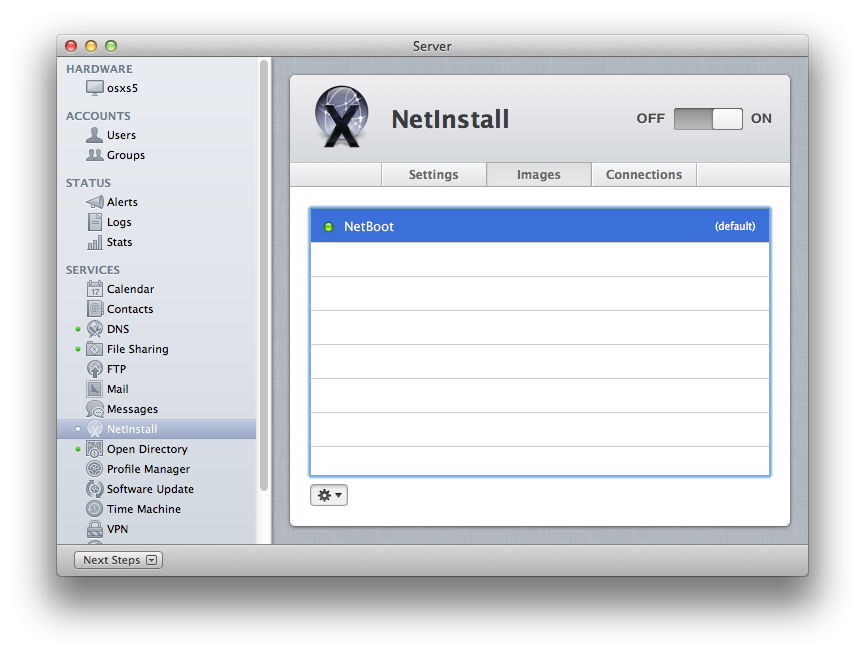 Server
HARDWARE
osxs5
ACCOUNTS
Users
Groups
STATUS
Alerts
Logs
Stats
SERVICES
17
Calendar
Contacts
DNS
File Sharing
FTP
Mail
Messages
NetInstall
Open Directory
Profile Manager
Software Update
Time Machine
VPN
Next Steps
X
NetInstall
OFF
ON
Settings
Images
Connections
NetBoot
(default)